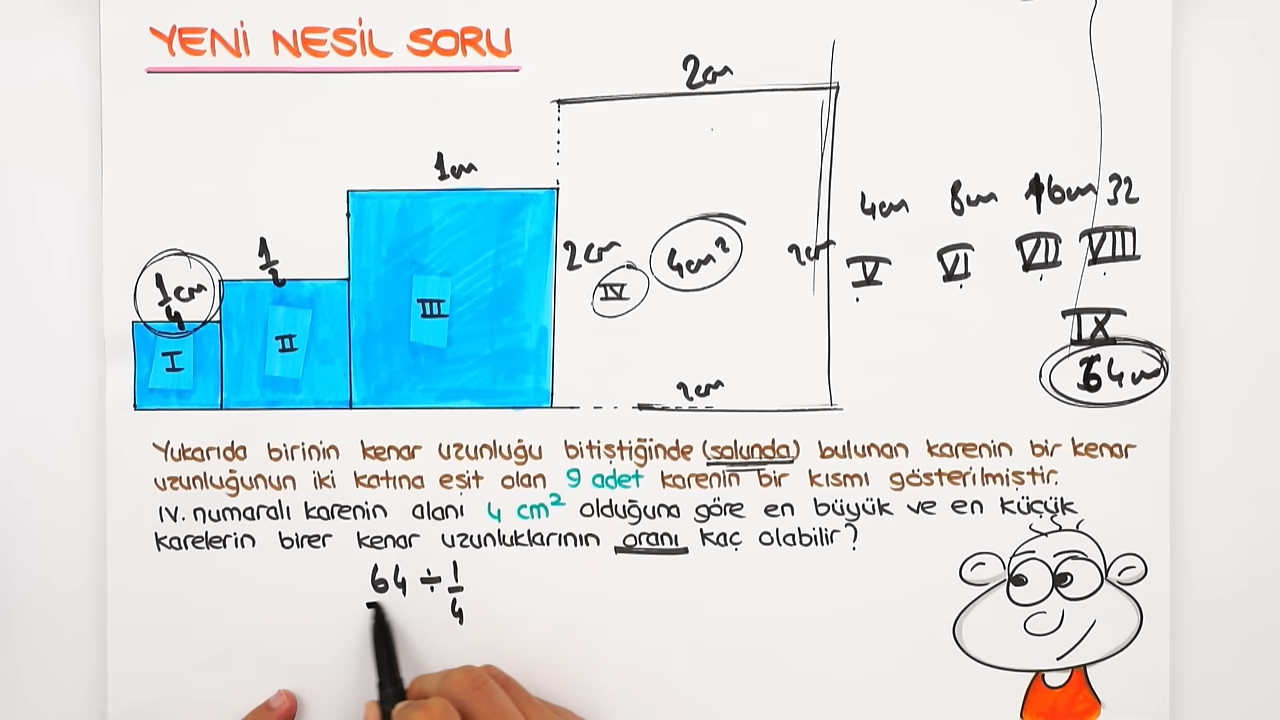 YENİ NESİL SORU
2cm
1cm
4cm 8cm 16cm 32
1/2
2cm 4cm² 2cm
V VI VII VIII
1/4 cm
IV
III
II
I
IX
64cm
2cm
Yukarıda birinin kenar uzunluğu bitiştiğinde (solunda) bulunan karenin bir kenar
uzunluğunun iki katına eşit olan 9 adet karenin bir kısmı gösterilmiştir.
IV. numaralı karenin alanı 4 cm² olduğuna göre en büyük ve en küçük
karelerin birer kenar uzunluklarının oranı kaç olabilir?
64 ÷ 1/4